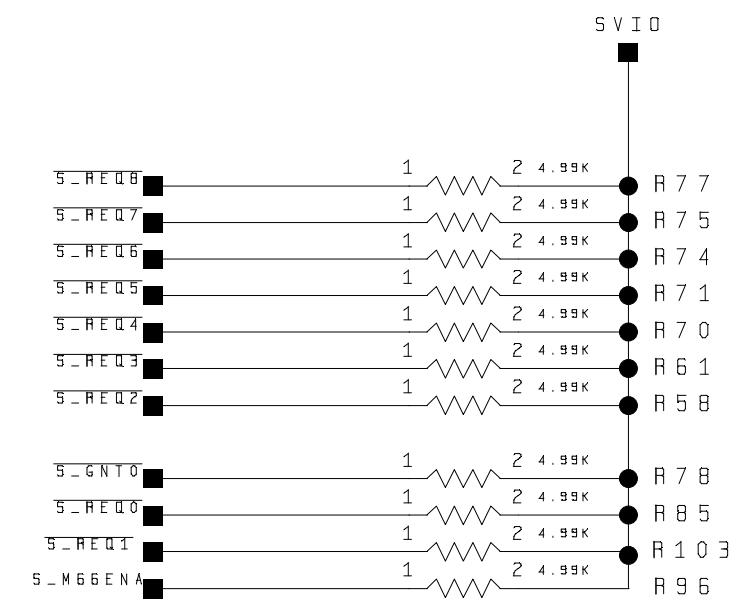 SVIO
S_REQ8 1 2 4.99K R77
S_REQ7 1 2 4.99K R75
S_REQ6 1 2 4.99K R74
S_REQ5 1 2 4.99K R71
S_REQ4 1 2 4.99K R70
S_REQ3 1 2 4.99K R61
S_REQ2 1 2 4.99K R58
S_GNT0 1 2 4.99K R78
S_REQ0 1 2 4.99K R85
S_REQ1 1 2 4.99K R103
S_M66ENA 1 2 4.99K R96